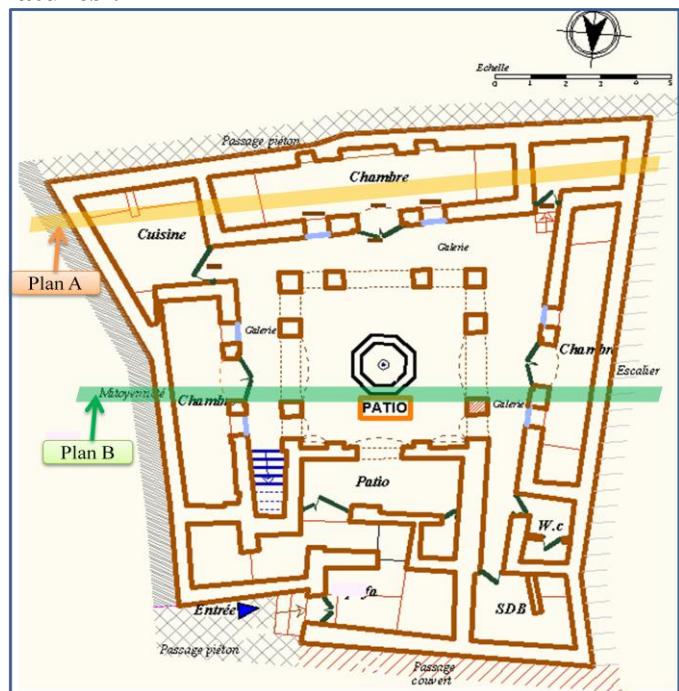 Echelle
0 1 2 3 4 5
Passage piéton
Chambre
Cuisine
Plan A
Galerie
Galerie
Chambre
Escalier
Mitoyenneté
Chambre
PATIO
Galerie
Plan B
Patio
W.c
Entrée
SDB
Passage piéton
Passage
couvert